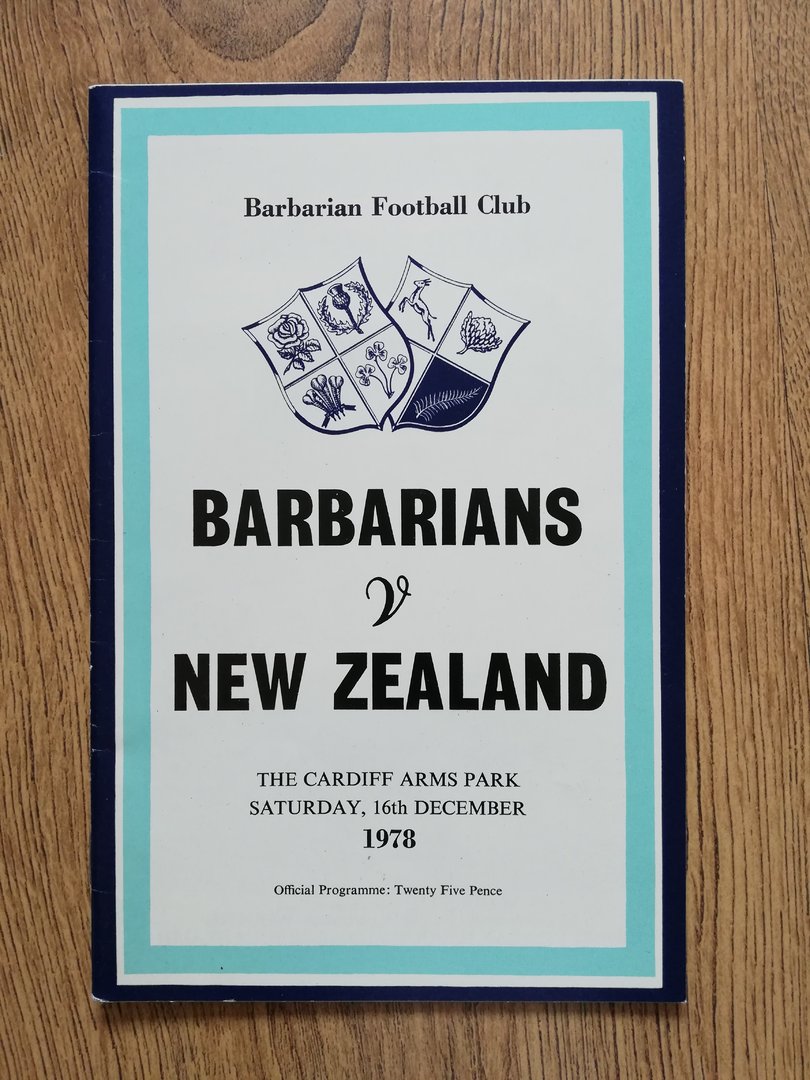 Barbarian Football Club
BARBARIANS
v
NEW ZEALAND
THE CARDIFF ARMS PARK
SATURDAY, 16th DECEMBER
1978
Official Programme: Twenty Five Pence